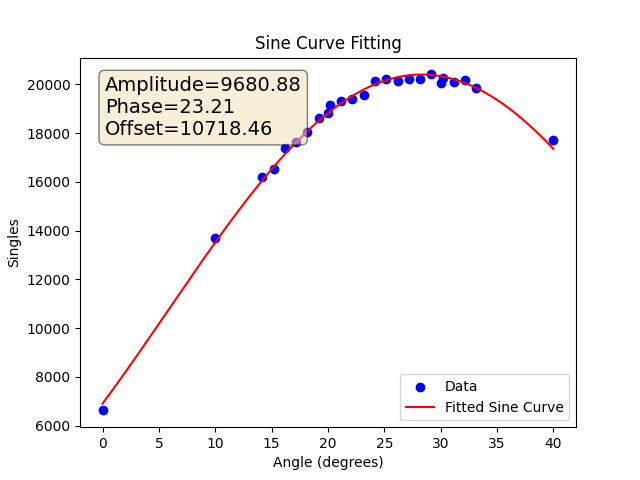 Sine Curve Fitting
Amplitude=9680.88
Phase=23.21
Offset=10718.46
20000
18000
16000
14000
12000
10000
8000
6000
Singles
0 5 10 15 20 25 30 35 40
Angle (degrees)
Data
Fitted Sine Curve